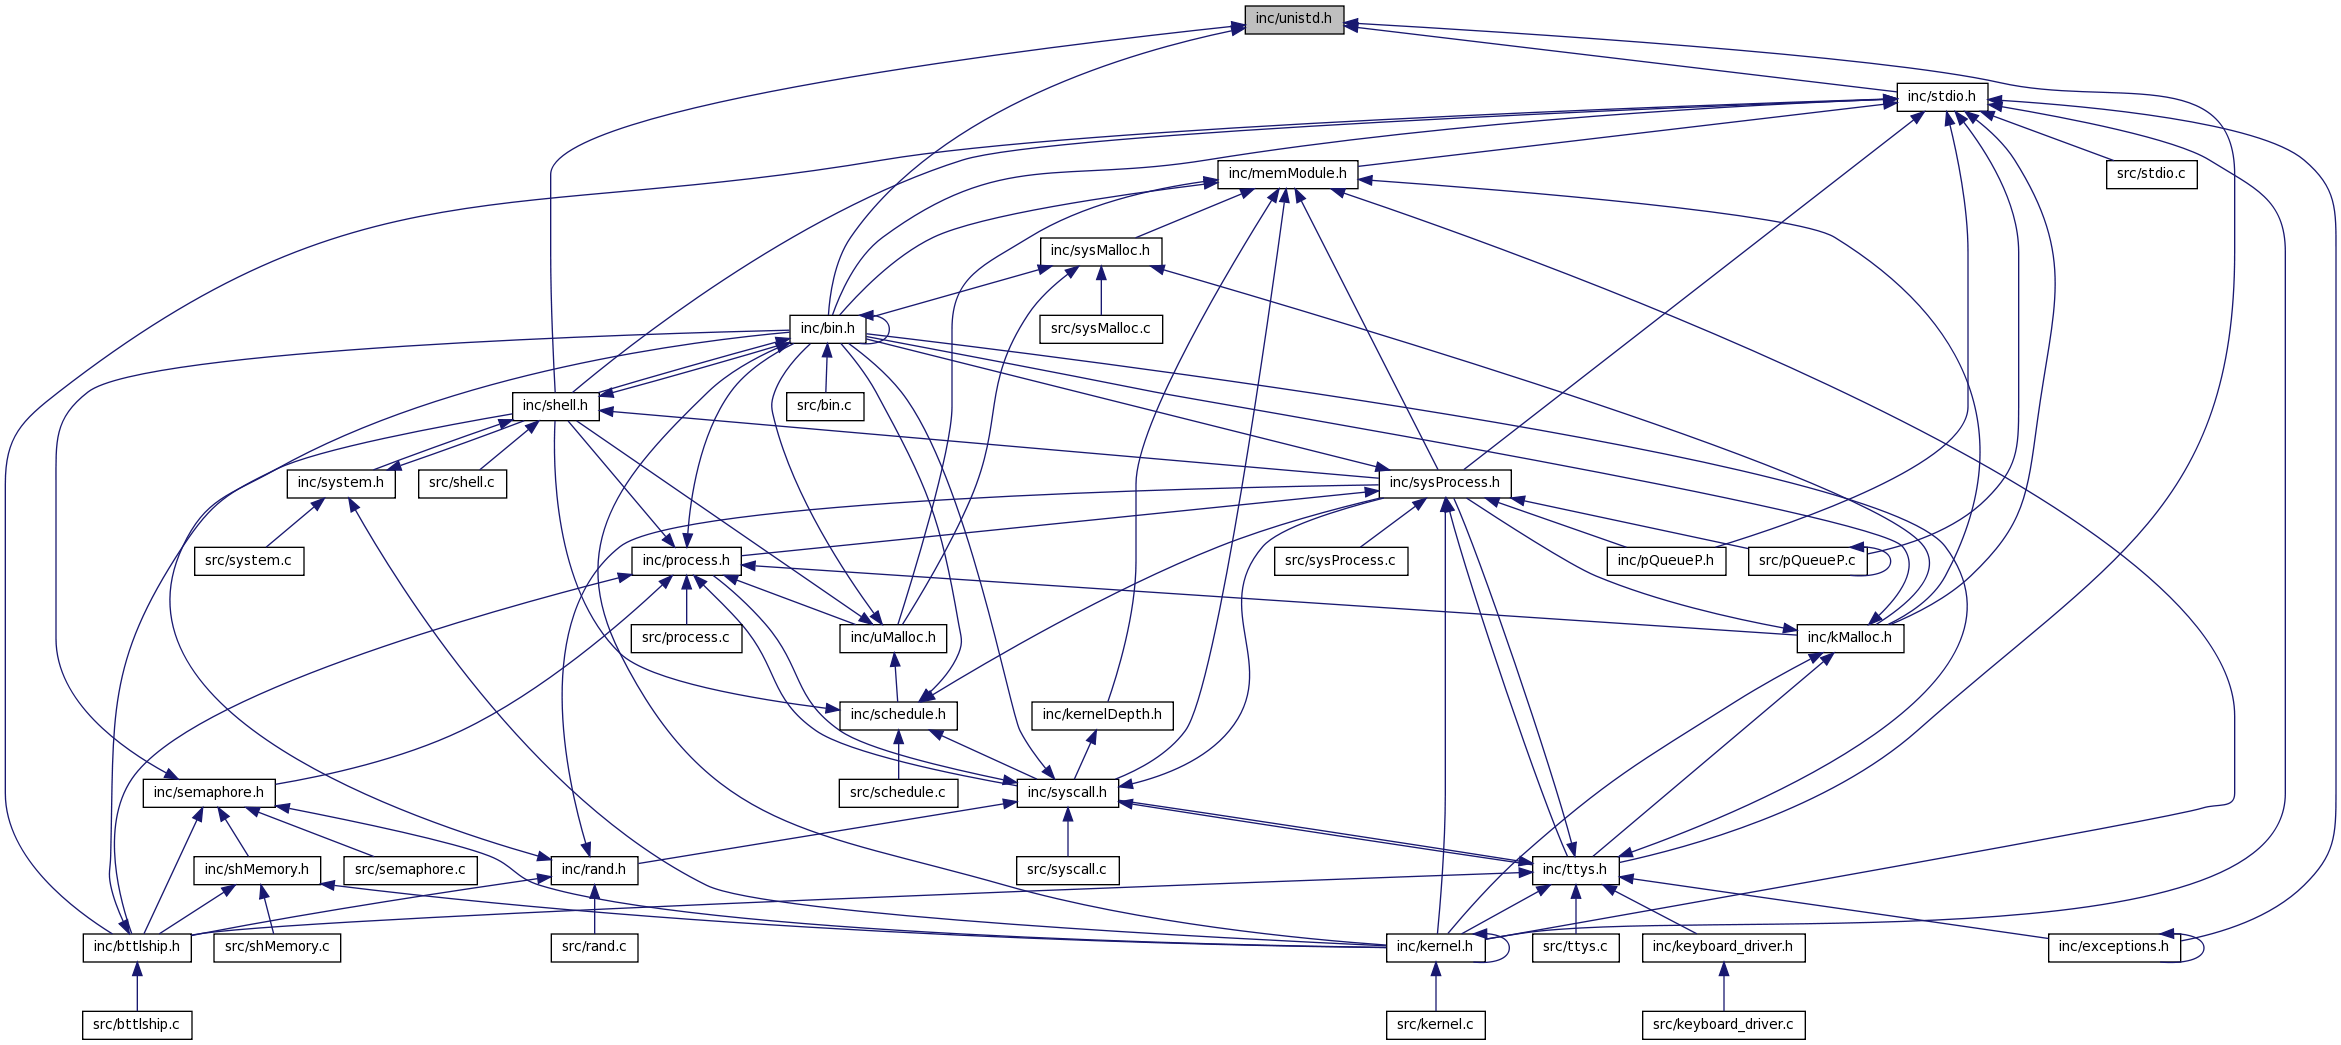 inc/unistd.h
inc/stdio.h
inc/memModule.h
src/stdio.c
inc/sysMalloc.h
inc/bin.h
src/sysMalloc.c
inc/shell.h
src/bin.c
inc/system.h
src/shell.c
inc/sysProcess.h
src/system.c
inc/process.h
src/sysProcess.c
inc/pQueueP.h
src/pQueueP.c
src/process.c
inc/uMalloc.h
inc/kMalloc.h
inc/schedule.h
inc/kernelDepth.h
inc/semaphore.h
src/schedule.c
inc/syscall.h
inc/shMemory.h
src/semaphore.c
inc/rand.h
src/syscall.c
inc/ttys.h
inc/bttlship.h
src/shMemory.c
src/rand.c
inc/kernel.h
src/ttys.c
inc/keyboard_driver.h
inc/exceptions.h
src/bttlship.c
src/kernel.c
src/keyboard_driver.c